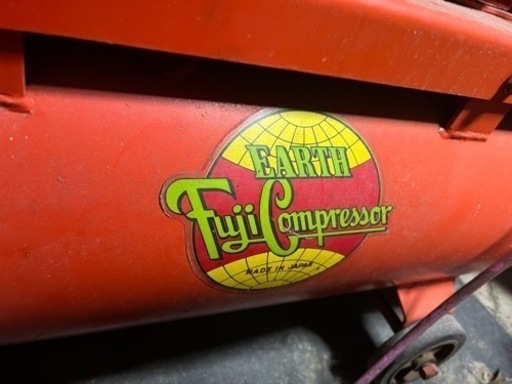 EARTH
Fuji Compressor
MADE IN JAPAN